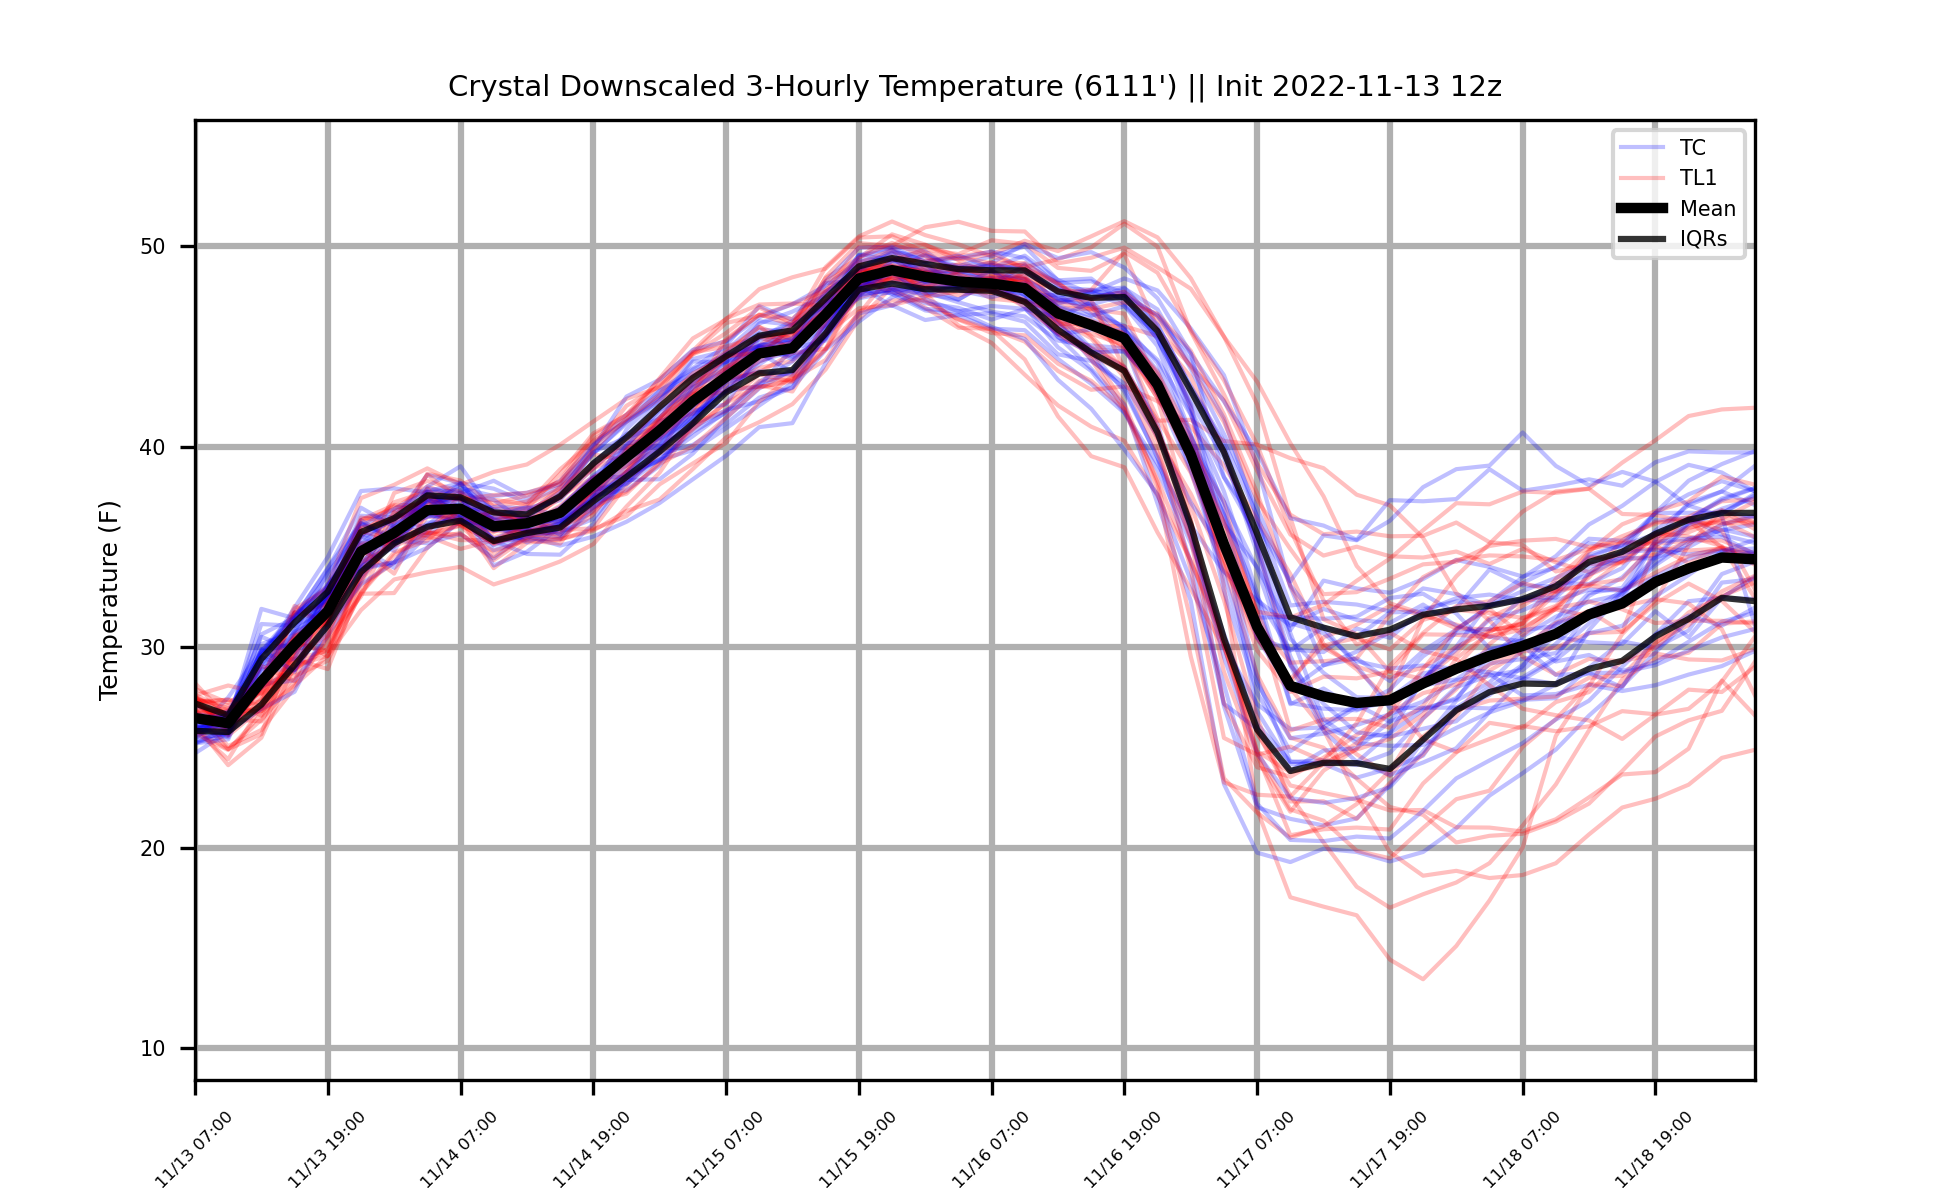 Crystal Downscaled 3-Hourly Temperature (6111') || Init 2022-11-13 12z
TC
TL1
Mean
IQRs
Temperature (F)
50
40
30
20
10
11/13 07:00
11/13 19:00
11/14 07:00
11/14 19:00
11/15 07:00
11/15 19:00
11/16 07:00
11/16 19:00
11/17 07:00
11/17 19:00
11/18 07:00
11/18 19:00